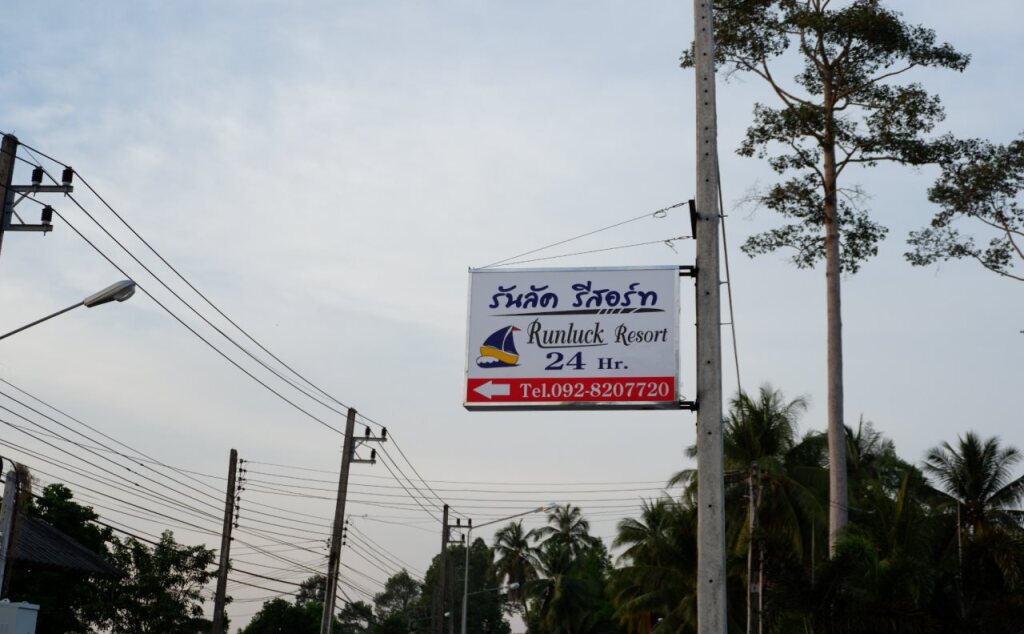 รันลัค รีสอร์ท
Runluck Resort
24 Hr.
Tel.092-8207720